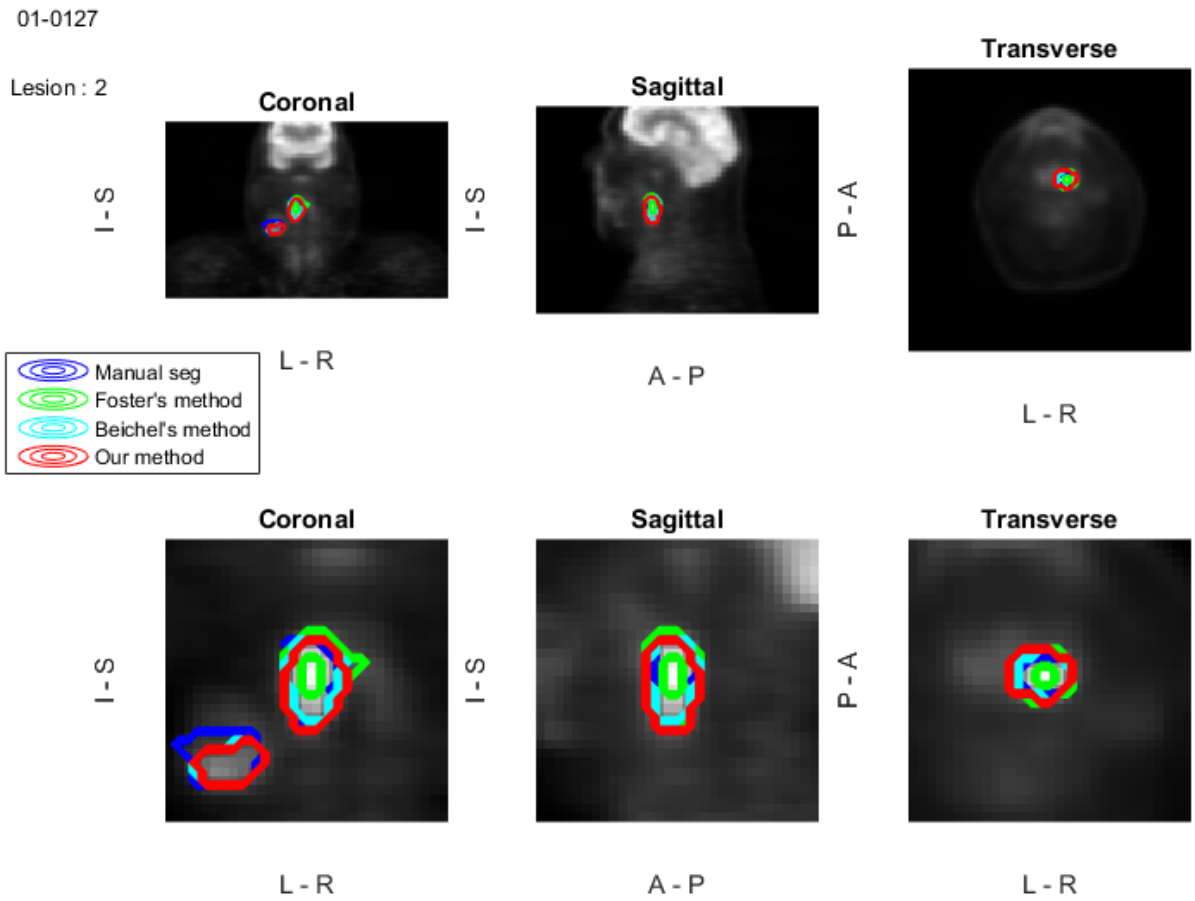 01-0127
Lesion : 2
Coronal
Sagittal
Transverse
I - S
I - S
P - A
L - R
A - P
L - R
Manual seg
Foster's method
Beichel's method
Our method
Coronal
Sagittal
Transverse
I - S
I - S
P - A
L - R
A - P
L - R